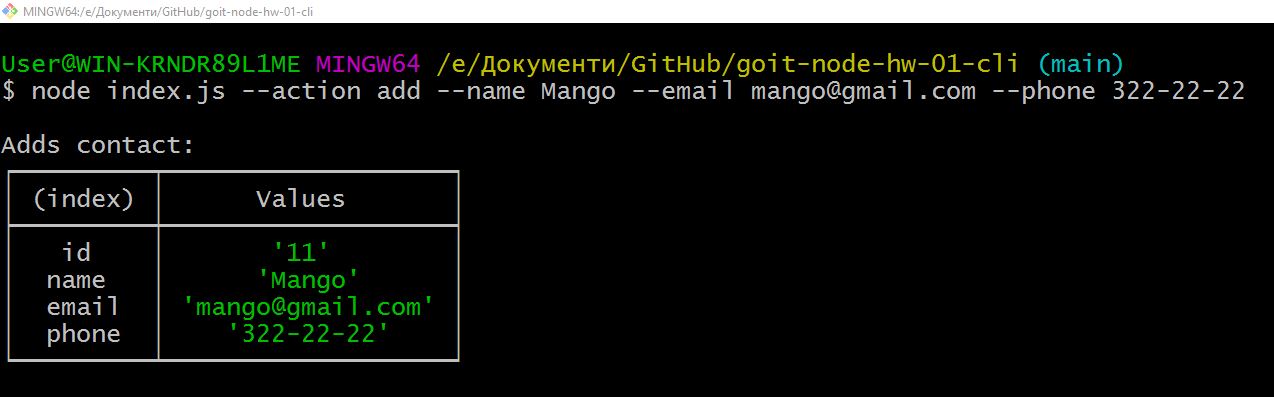 MINGW64:/e/Документи/GitHub/goit-node-hw-01-cli
User@WIN-KRNDR89L1ME MINGW64 /e/Документи/GitHub/goit-node-hw-01-cli (main)
$ node index.js --action add --name Mango --email mango@gmail.com --phone 322-22-22
Adds contact:
(index) Values
id '11'
name 'Mango'
email 'mango@gmail.com'
phone '322-22-22'